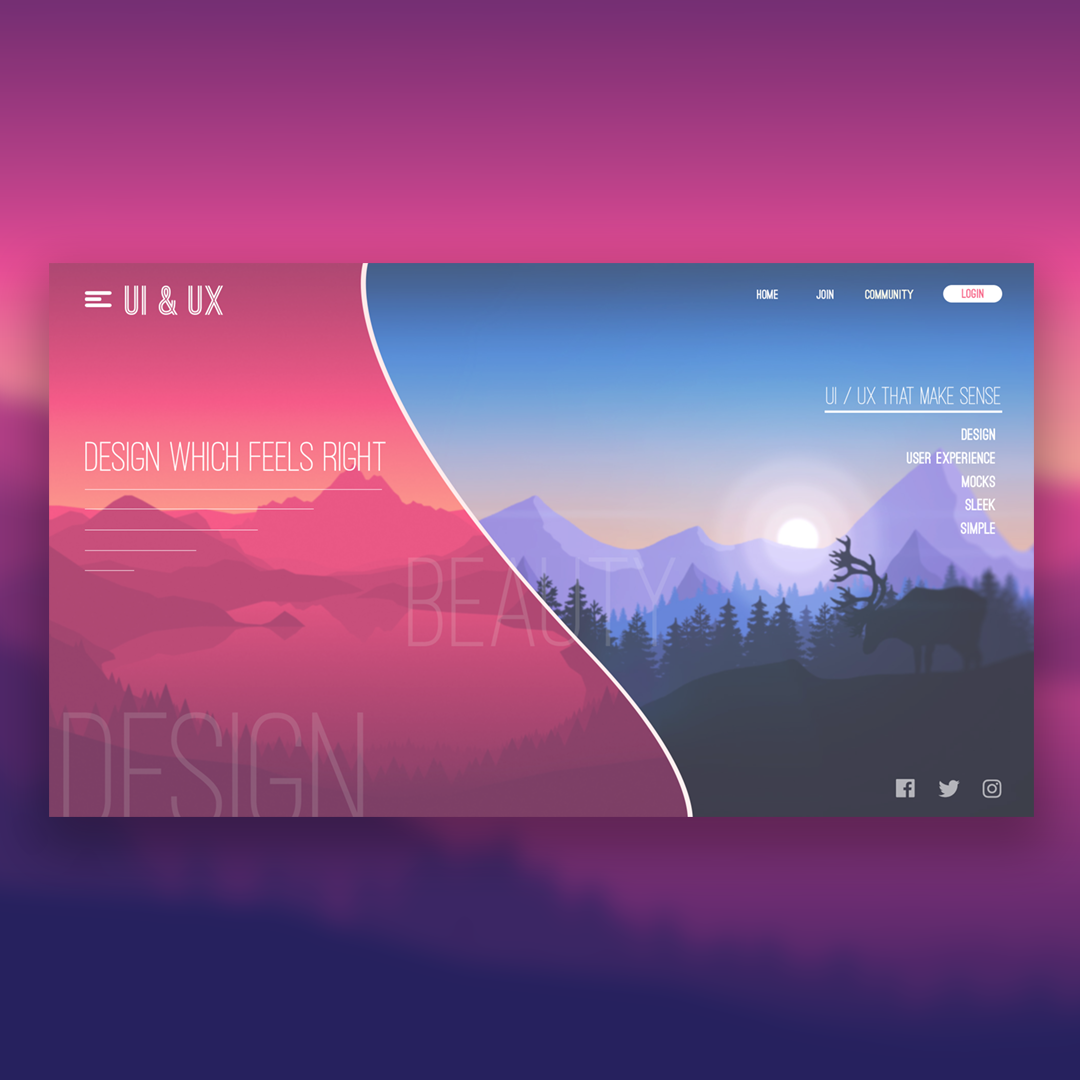 UI & UX
HOME JOIN COMMUNITY LOGIN
UI / UX THAT MAKE SENSE
DESIGN
USER EXPERIENCE
MOCKS
SLEEK
SIMPLE
DESIGN WHICH FEELS RIGHT
BEAUTY
DESIGN